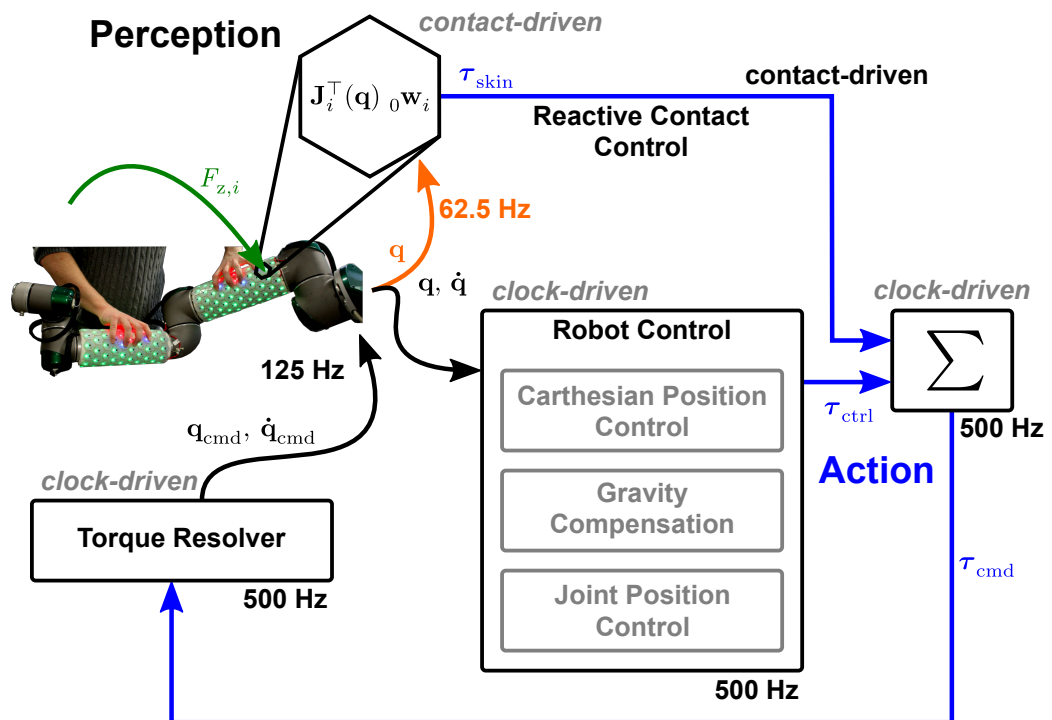 Perception
contact-driven
J_i^⊤(q) ₀w_i
τ_skin
contact-driven
Reactive Contact
Control
F_z,i
62.5 Hz
q
q, q̇
clock-driven
clock-driven
Robot Control
Σ
125 Hz
Carthesian Position
Control
τ_ctrl
500 Hz
q_cmd, q̇_cmd
Action
clock-driven
Gravity
Compensation
Torque Resolver
τ_cmd
500 Hz
Joint Position
Control
500 Hz